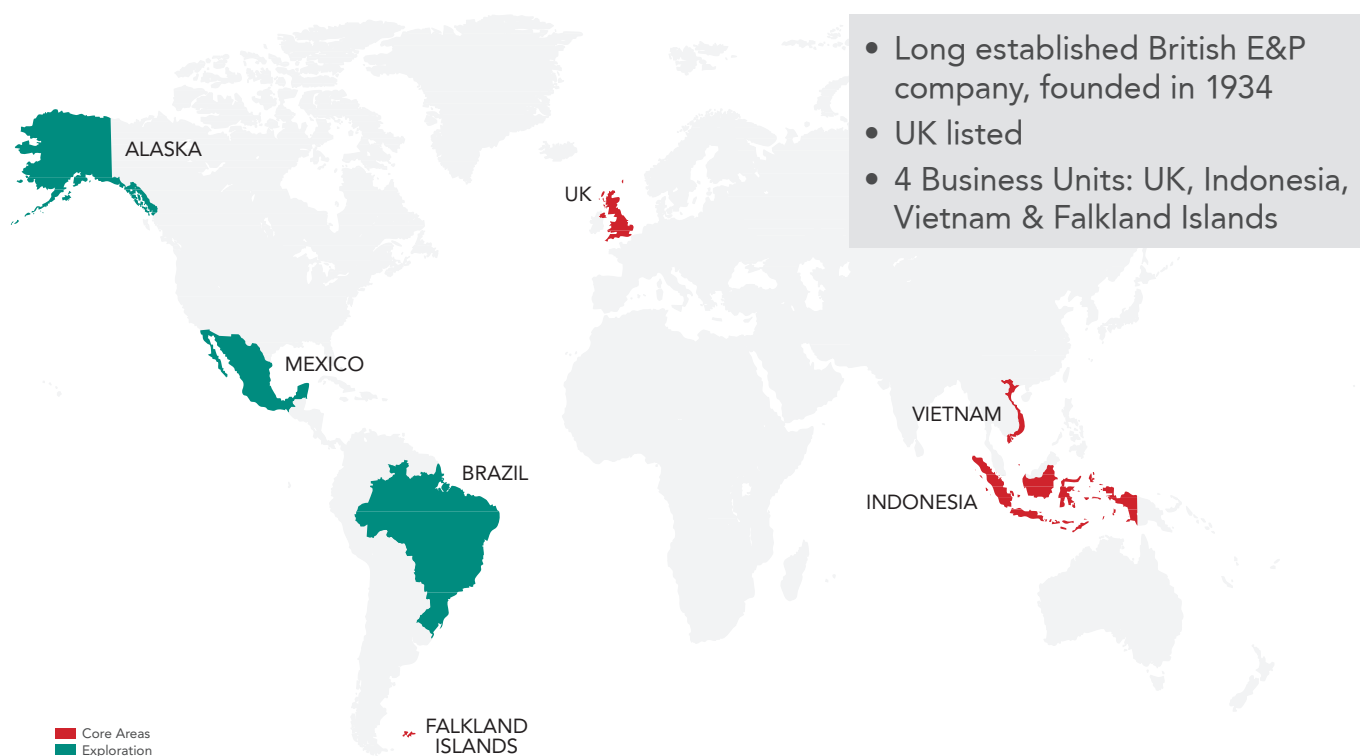 • Long established British E&P
company, founded in 1934
• UK listed
• 4 Business Units: UK, Indonesia,
Vietnam & Falkland Islands
ALASKA
UK
MEXICO
VIETNAM
BRAZIL
INDONESIA
FALKLAND
ISLANDS
Core Areas
Exploration